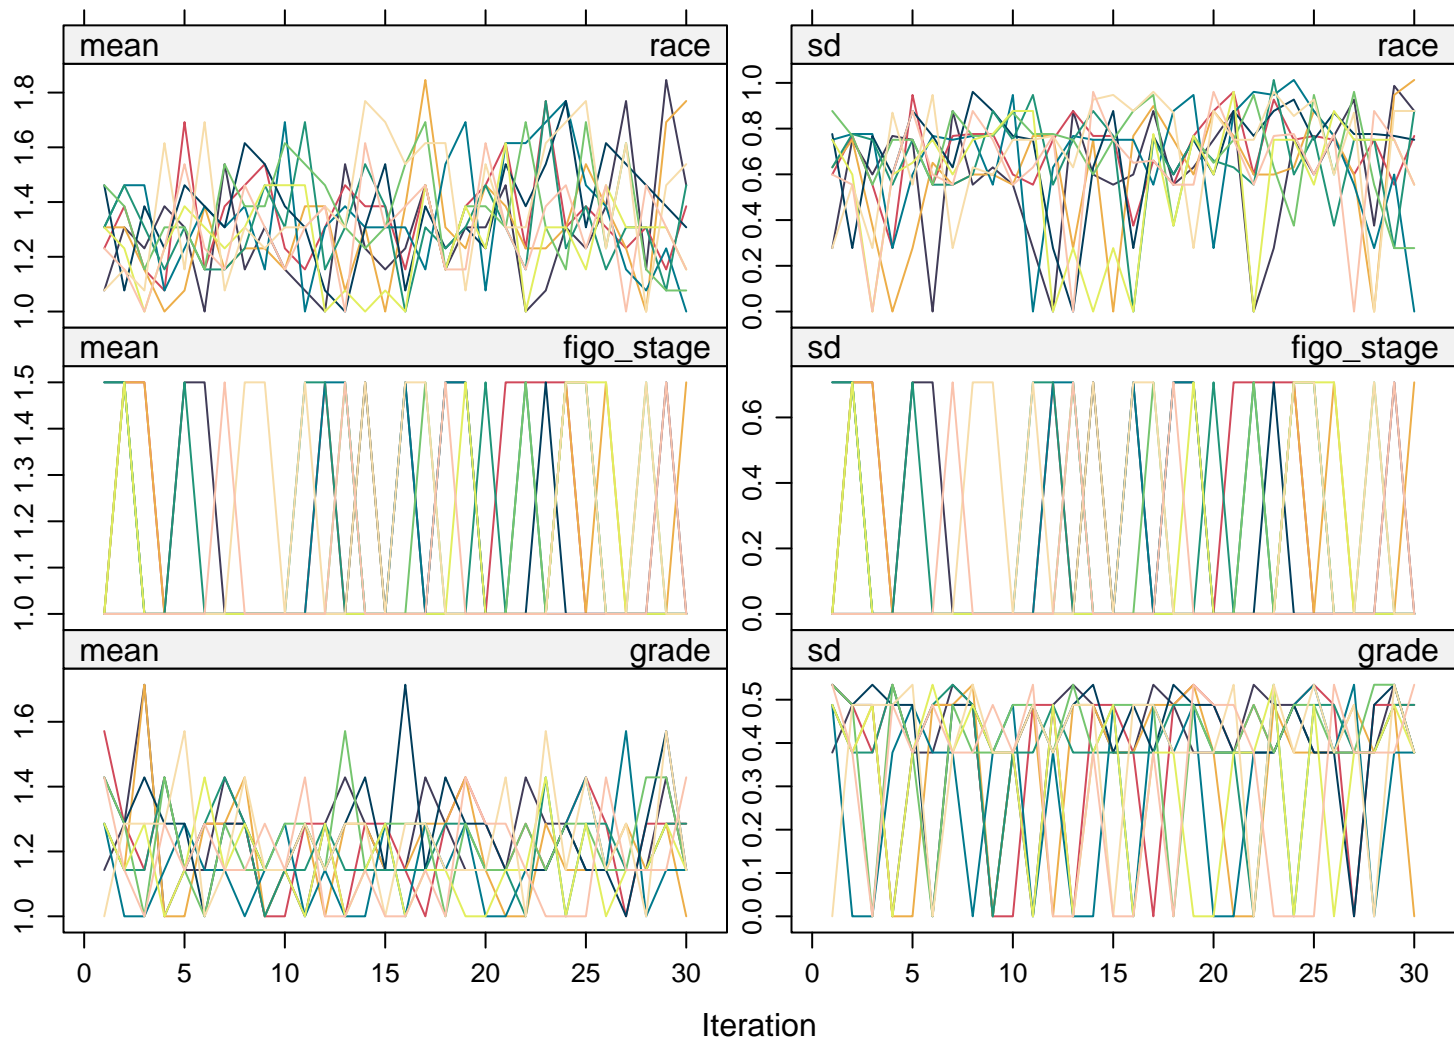 mean race sd race
1.0 1.2 1.4 1.6 1.8
0.0 0.2 0.4 0.6 0.8 1.0
mean figo_stage sd figo_stage
1.0 1.1 1.2 1.3 1.4 1.5
0.0 0.2 0.4 0.6
mean grade sd grade
1.0 1.2 1.4 1.6
0.0 0.1 0.2 0.3 0.4 0.5
0 5 10 15 20 25 30 0 5 10 15 20 25 30
Iteration